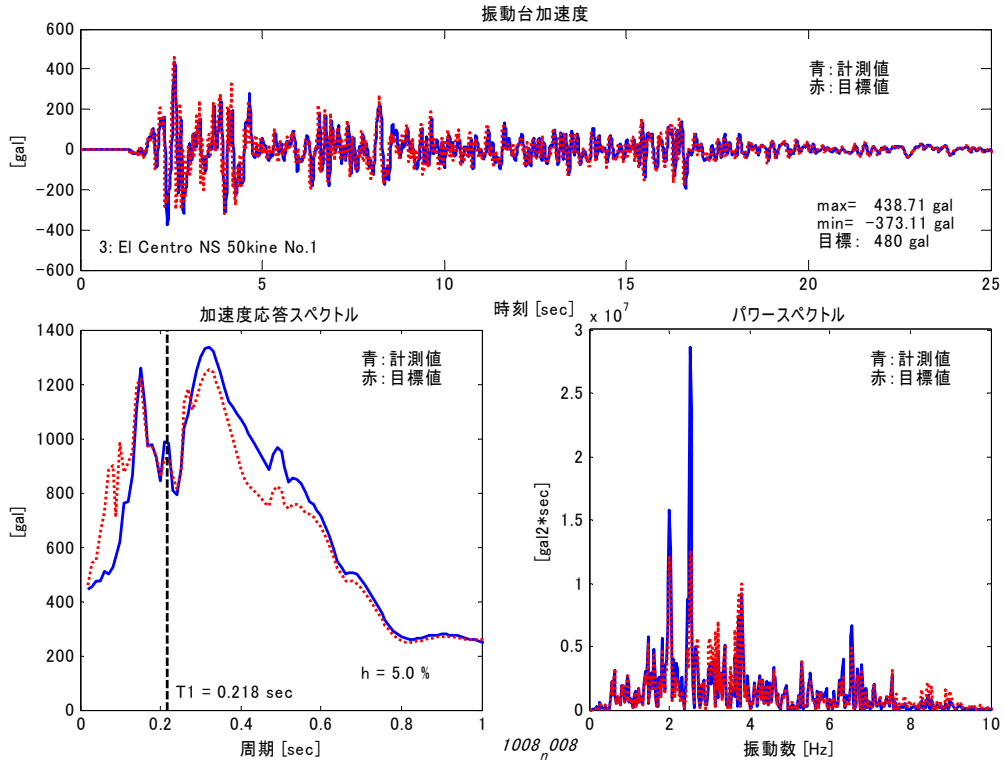 振動台加速度
600
400
200
0
-200
-400
-600
[gal]
青:計測値
赤:目標値
max= 438.71 gal
min= -373.11 gal
目標: 480 gal
3: El Centro NS 50kine No.1
0 5 10 15 20 25
時刻 [sec]
加速度応答スペクトル
1400
1200
1000
800
600
400
200
0
[gal]
青:計測値
赤:目標値
h = 5.0 %
T1 = 0.218 sec
0 0.2 0.4 0.6 0.8 1
周期 [sec]
パワースペクトル
x 10^7
3
2.5
2
1.5
1
0.5
0
[gal2*sec]
青:計測値
赤:目標値
0 2 4 6 8 10
振動数 [Hz]
1008_n008